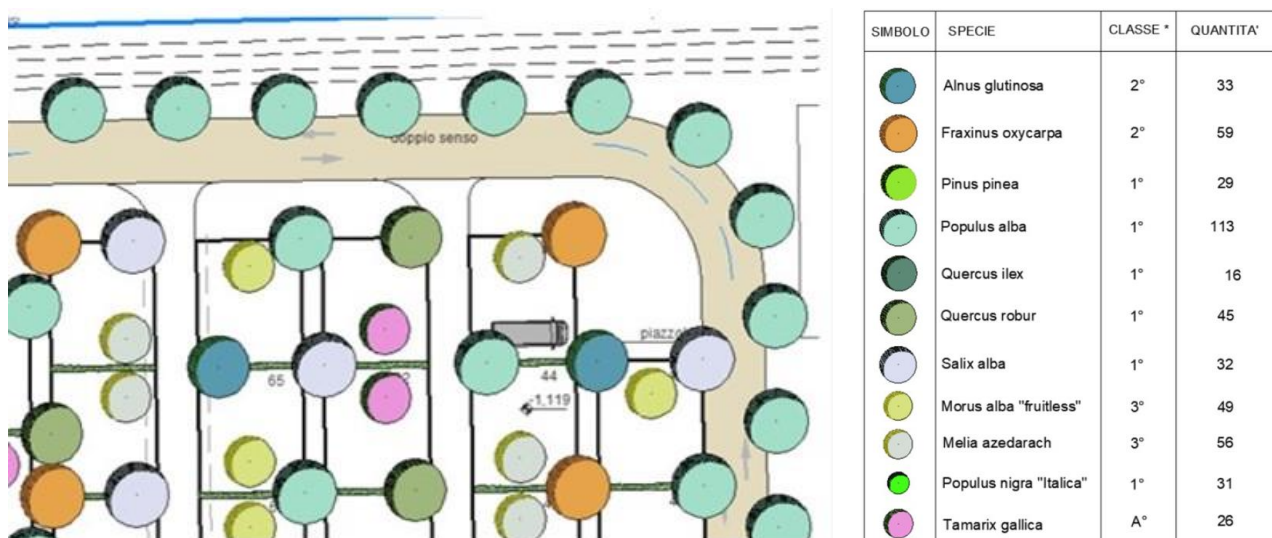 doppio senso
65
44
-1,119
SIMBOLO SPECIE CLASSE * QUANTITA'
Alnus glutinosa 2° 33
Fraxinus oxycarpa 2° 59
Pinus pinea 1° 29
Populus alba 1° 113
Quercus ilex 1° 16
Quercus robur 1° 45
Salix alba 1° 32
Morus alba "fruitless" 3° 49
Melia azedarach 3° 56
Populus nigra "Italica" 1° 31
Tamarix gallica A° 26